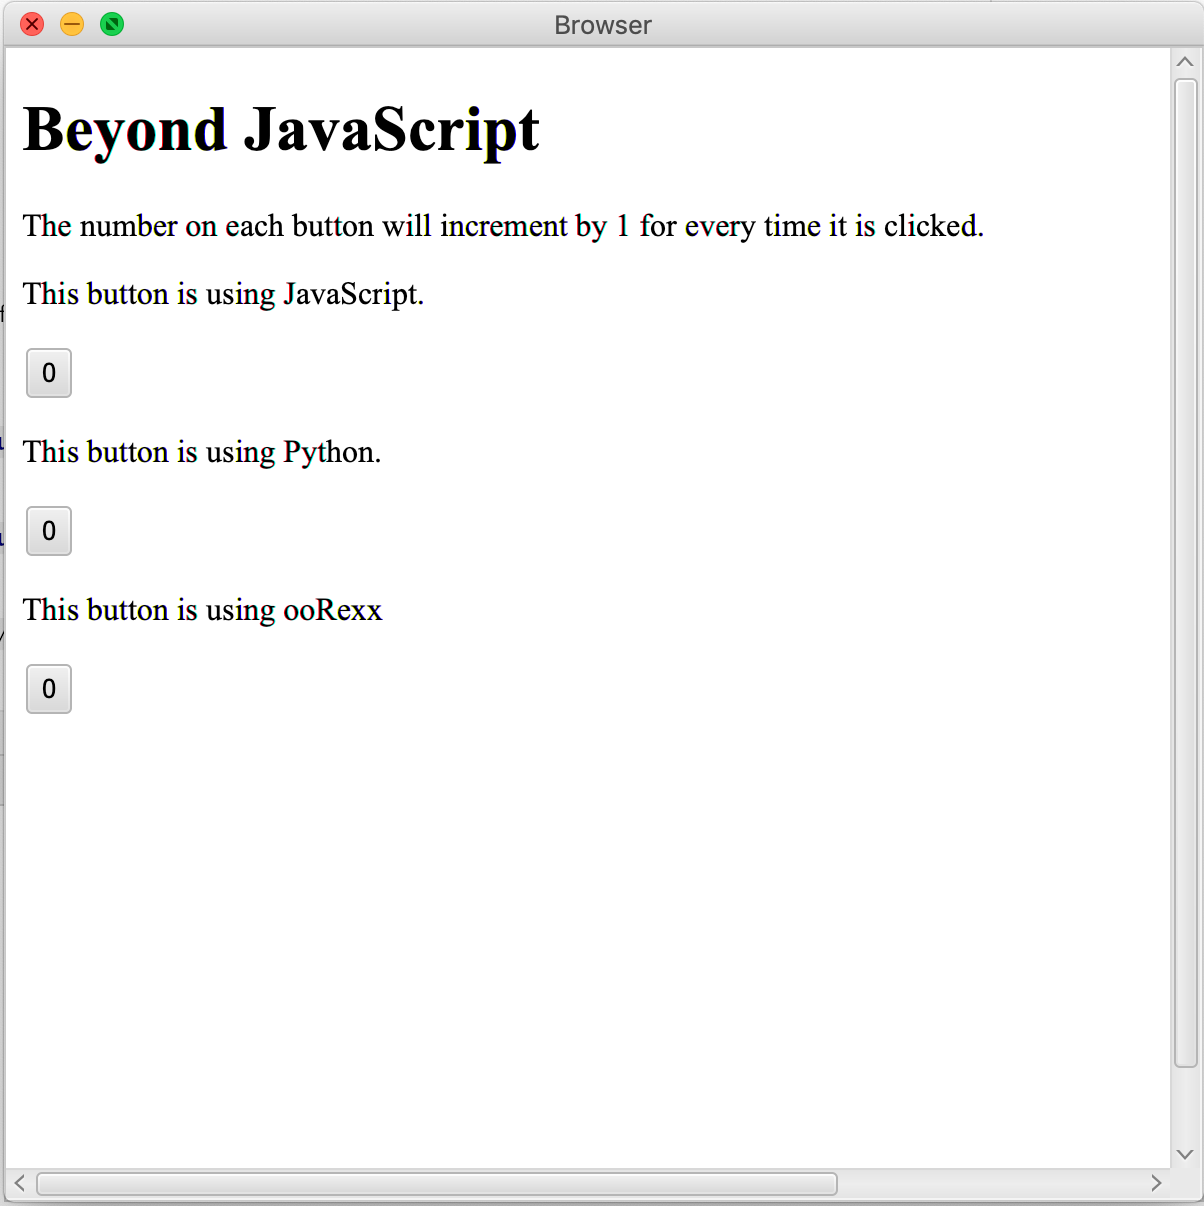 Browser
Beyond JavaScript
The number on each button will increment by 1 for every time it is clicked.
This button is using JavaScript.
0
This button is using Python.
0
This button is using ooRexx
0